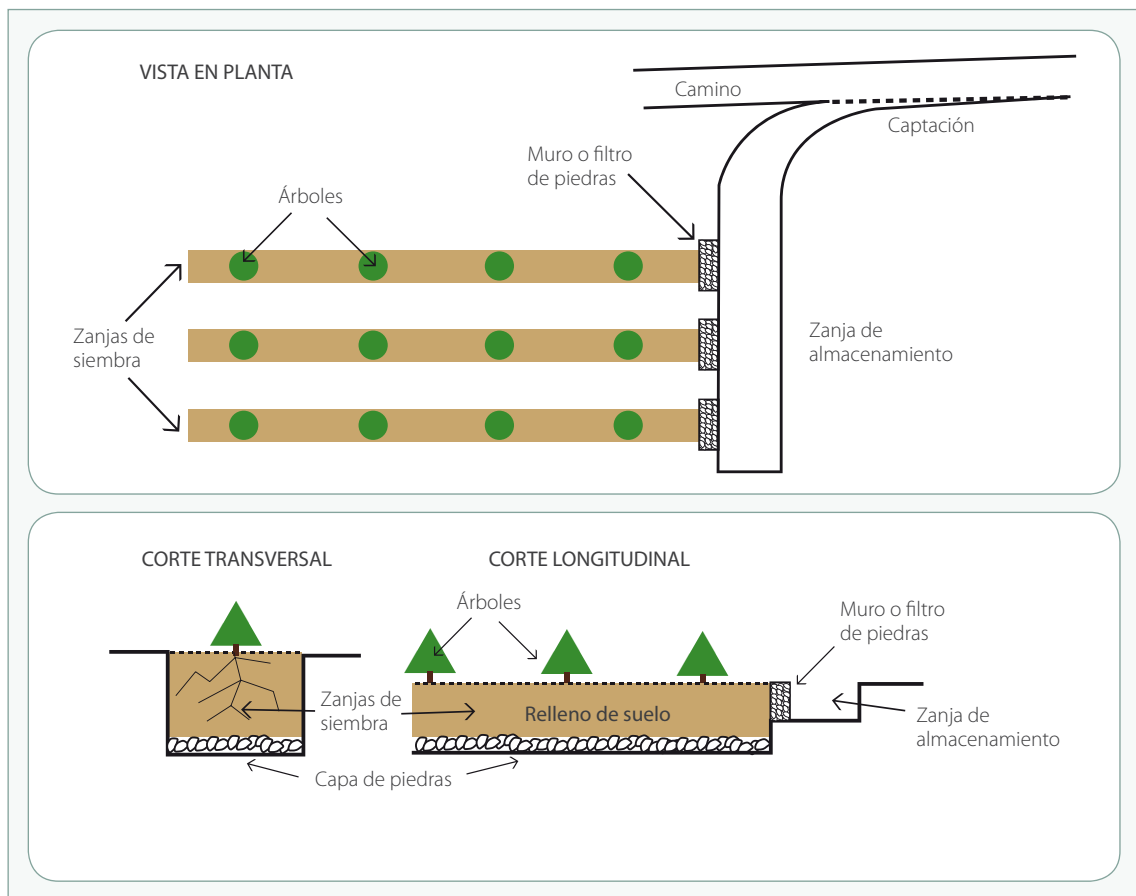 VISTA EN PLANTA
Camino
Captación
Muro o filtro
de piedras
Árboles
Zanjas de
siembra
Zanja de
almacenamiento
CORTE TRANSVERSAL
CORTE LONGITUDINAL
Árboles
Muro o filtro
de piedras
Zanjas de
siembra
Relleno de suelo
Zanja de
almacenamiento
Capa de piedras